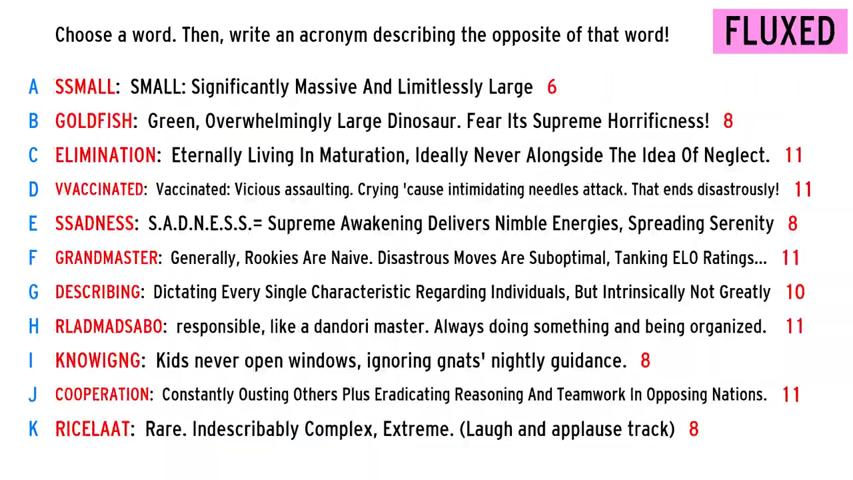 Choose a word. Then, write an acronym describing the opposite of that word!
FLUXED
A SSMALL: SMALL: Significantly Massive And Limitlessly Large 6
B GOLDFISH: Green, Overwhelmingly Large Dinosaur. Fear Its Supreme Horrificness! 8
C ELIMINATION: Eternally Living In Maturation, Ideally Never Alongside The Idea Of Neglect. 11
D VVACCINATED: Vaccinated: Vicious assaulting. Crying 'cause intimidating needles attack. That ends disastrously! 11
E SSADNESS: S.A.D.N.E.S.S.= Supreme Awakening Delivers Nimble Energies, Spreading Serenity 8
F GRANDMASTER: Generally, Rookies Are Naive. Disastrous Moves Are Suboptimal, Tanking ELO Ratings... 11
G DESCRIBING: Dictating Every Single Characteristic Regarding Individuals, But Intrinsically Not Greatly 10
H RLADMADSABO: responsible, like a dandori master. Always doing something and being organized. 11
I KNOWIGNG: Kids never open windows, ignoring gnats' nightly guidance. 8
J COOPERATION: Constantly Ousting Others Plus Eradicating Reasoning And Teamwork In Opposing Nations. 11
K RICELAAT: Rare. Indescribably Complex, Extreme. (Laugh and applause track) 8